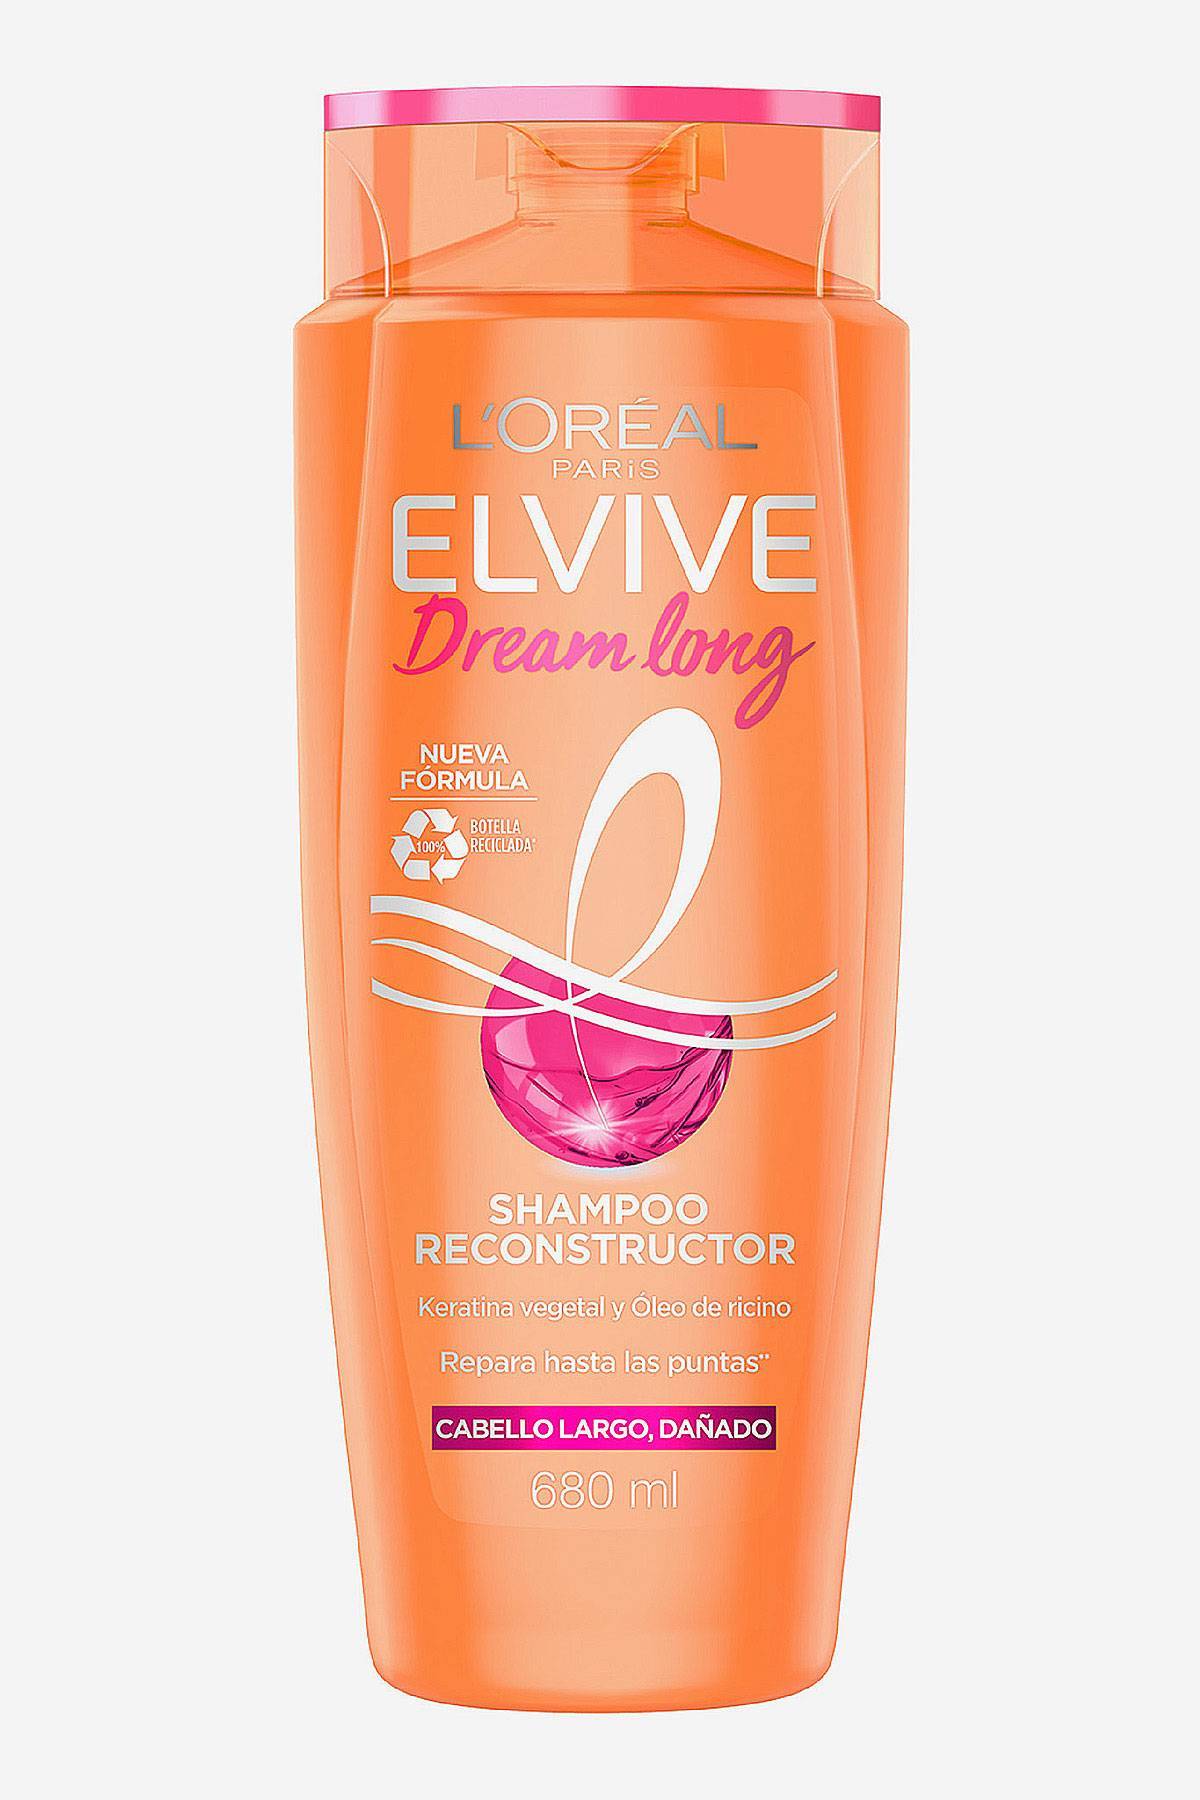 L'ORÉAL
PARiS
ELVIVE
Dream long
NUEVA
FÓRMULA
100%
BOTELLA
RECICLADA*
SHAMPOO
RECONSTRUCTOR
Keratina vegetal y Óleo de ricino
Repara hasta las puntas**
CABELLO LARGO, DAÑADO
680 ml